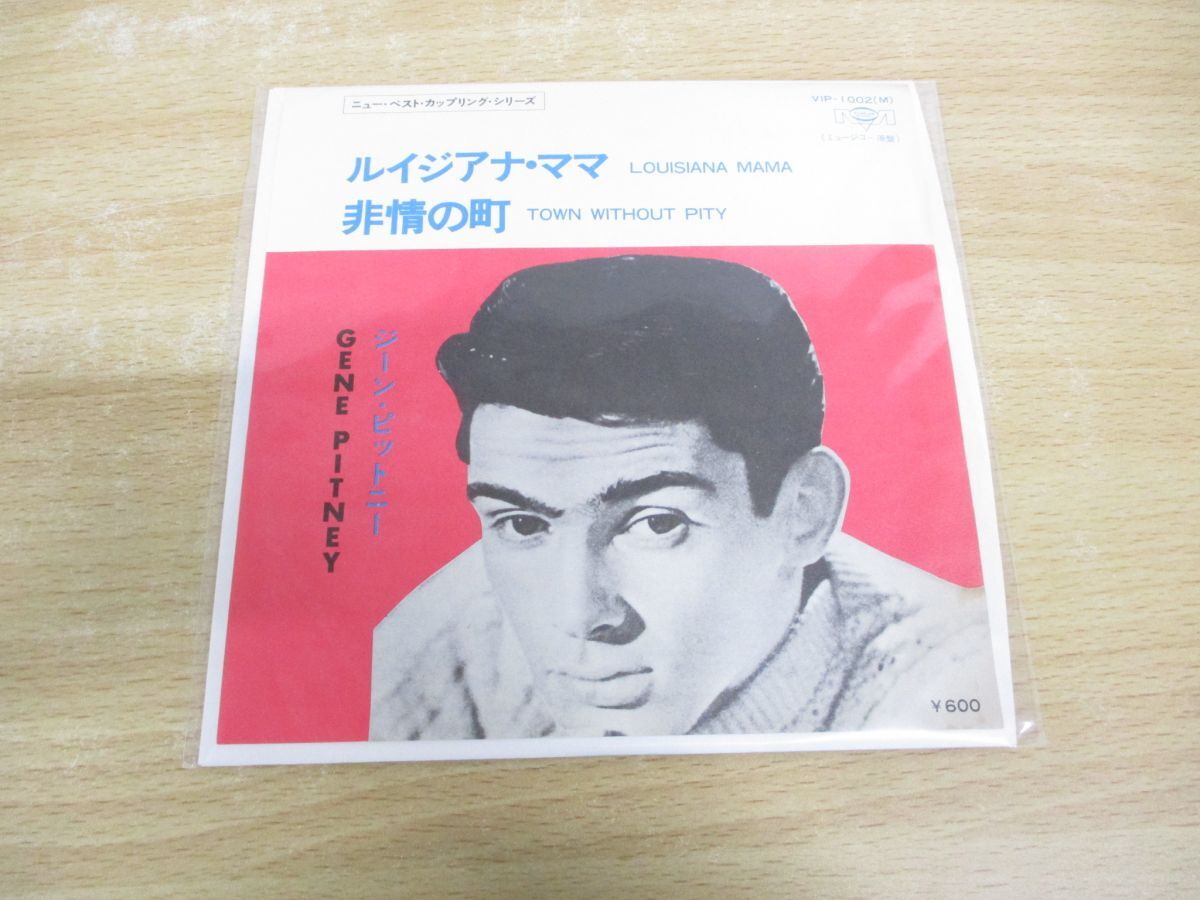 ニュー・ベスト・カップリング・シリーズ
VIP-1002(M)
(ミュージコー原盤)
ルイジアナ・ママ LOUISIANA MAMA
非情の町 TOWN WITHOUT PITY
ジーン・ピットニー
GENE PITNEY
¥600